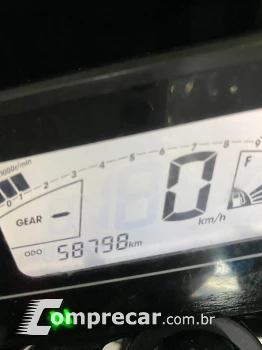 1000r/min
0 1 2 3 4 5 6 7 8 9
GEAR -
0
km/h
F
ODO 58798km
Comprecar.com.br